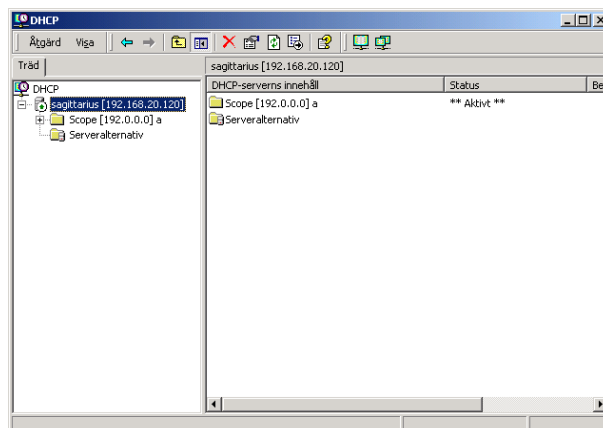 DHCP
Åtgärd Visa
Träd
sagittarius [192.168.20.120]
DHCP
sagittarius [192.168.20.120]
Scope [192.0.0.0] a
Serveralternativ
DHCP-serverns innehåll Status Be
Scope [192.0.0.0] a ** Aktivt **
Serveralternativ